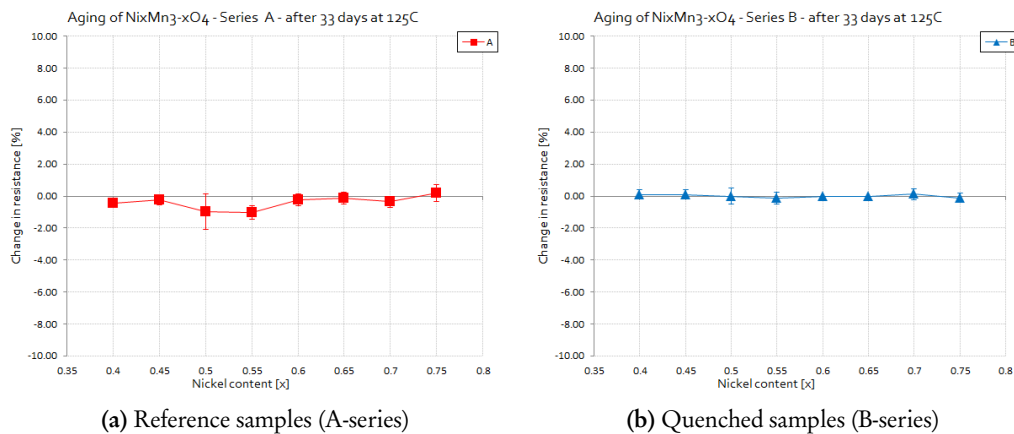 Aging of NixMn3-xO4 - Series A - after 33 days at 125C
A
Change in resistance [%]
10.00
8.00
6.00
4.00
2.00
0.00
-2.00
-4.00
-6.00
-8.00
-10.00
0.35 0.4 0.45 0.5 0.55 0.6 0.65 0.7 0.75 0.8
Nickel content [x]
(a) Reference samples (A-series)
Aging of NixMn3-xO4 - Series B - after 33 days at 125C
B
Change in resistance [%]
10.00
8.00
6.00
4.00
2.00
0.00
-2.00
-4.00
-6.00
-8.00
-10.00
0.35 0.4 0.45 0.5 0.55 0.6 0.65 0.7 0.75 0.8
Nickel content [x]
(b) Quenched samples (B-series)